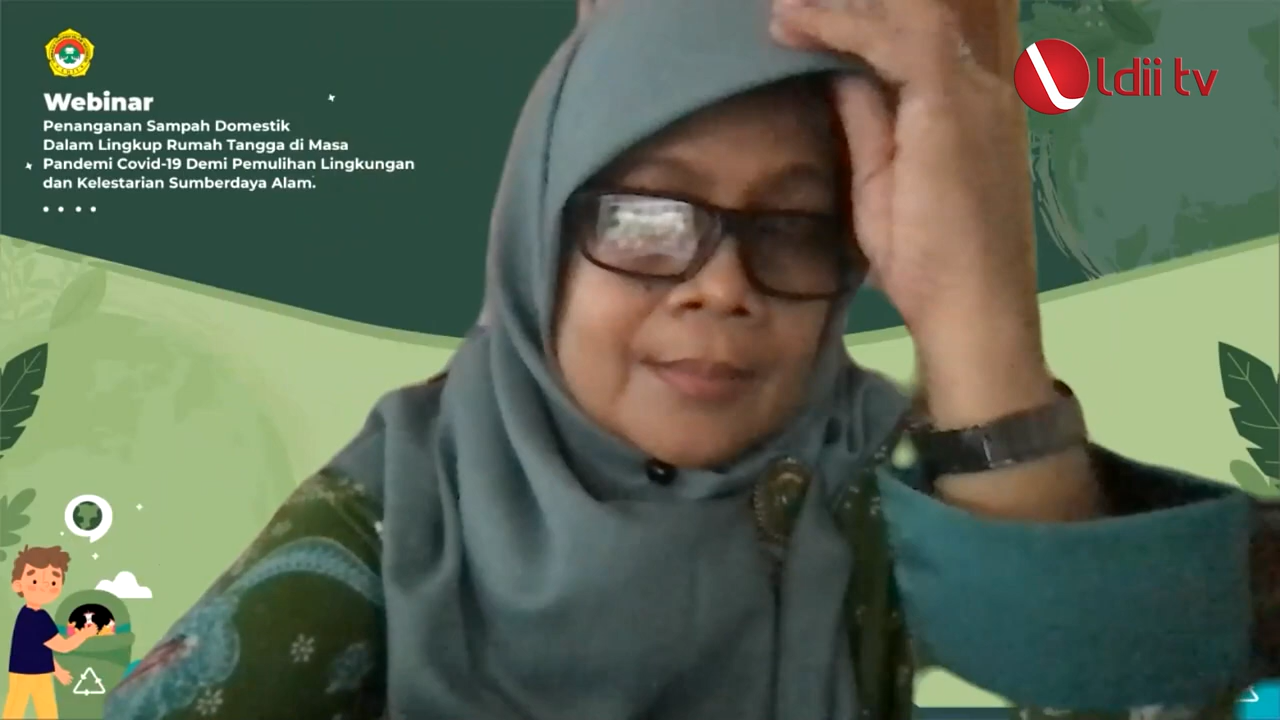 Webinar
Penanganan Sampah Domestik
Dalam Lingkup Rumah Tangga di Masa
Pandemi Covid-19 Demi Pemulihan Lingkungan
dan Kelestarian Sumberdaya Alam.
ldii tv